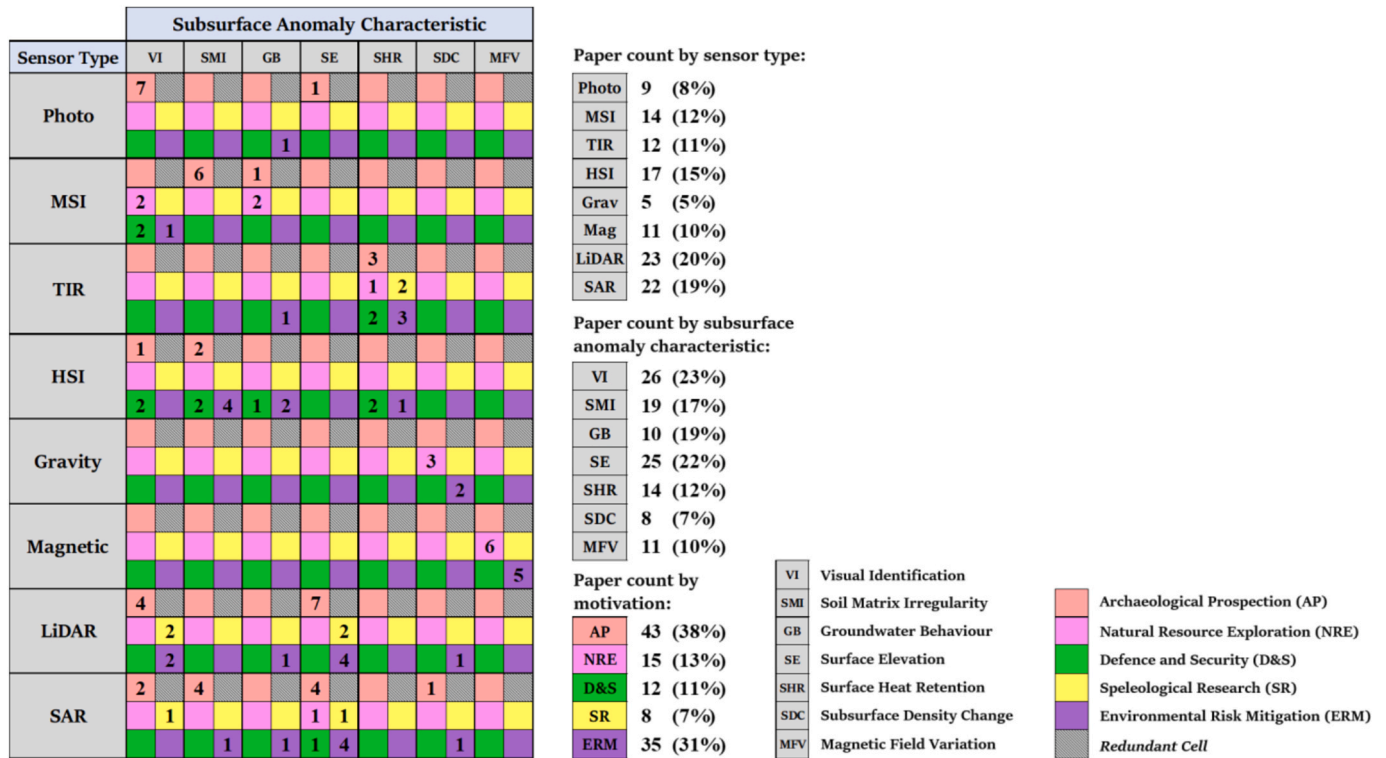 Subsurface Anomaly Characteristic
Sensor Type VI SMI GB SE SHR SDC MFV
7 1
Photo
1
6 1
MSI 2 2
2 1
3
TIR 1 2
1 2 3
1 2
HSI
2 2 4 1 2 2 1
Gravity 3
2
Magnetic 6
5
4 7
LiDAR 2 2
2 1 4 1
2 4 4 1
SAR 1 1 1
1 1 1 4 1
Paper count by sensor type:
Photo 9 (8%)
MSI 14 (12%)
TIR 12 (11%)
HSI 17 (15%)
Grav 5 (5%)
Mag 11 (10%)
LiDAR 23 (20%)
SAR 22 (19%)
Paper count by subsurface
anomaly characteristic:
VI 26 (23%)
SMI 19 (17%)
GB 10 (19%)
SE 25 (22%)
SHR 14 (12%)
SDC 8 (7%)
MFV 11 (10%)
Paper count by
motivation:
AP 43 (38%)
NRE 15 (13%)
D&S 12 (11%)
SR 8 (7%)
ERM 35 (31%)
VI Visual Identification
SMI Soil Matrix Irregularity
GB Groundwater Behaviour
SE Surface Elevation
SHR Surface Heat Retention
SDC Subsurface Density Change
MFV Magnetic Field Variation
Archaeological Prospection (AP)
Natural Resource Exploration (NRE)
Defence and Security (D&S)
Speleological Research (SR)
Environmental Risk Mitigation (ERM)
Redundant Cell